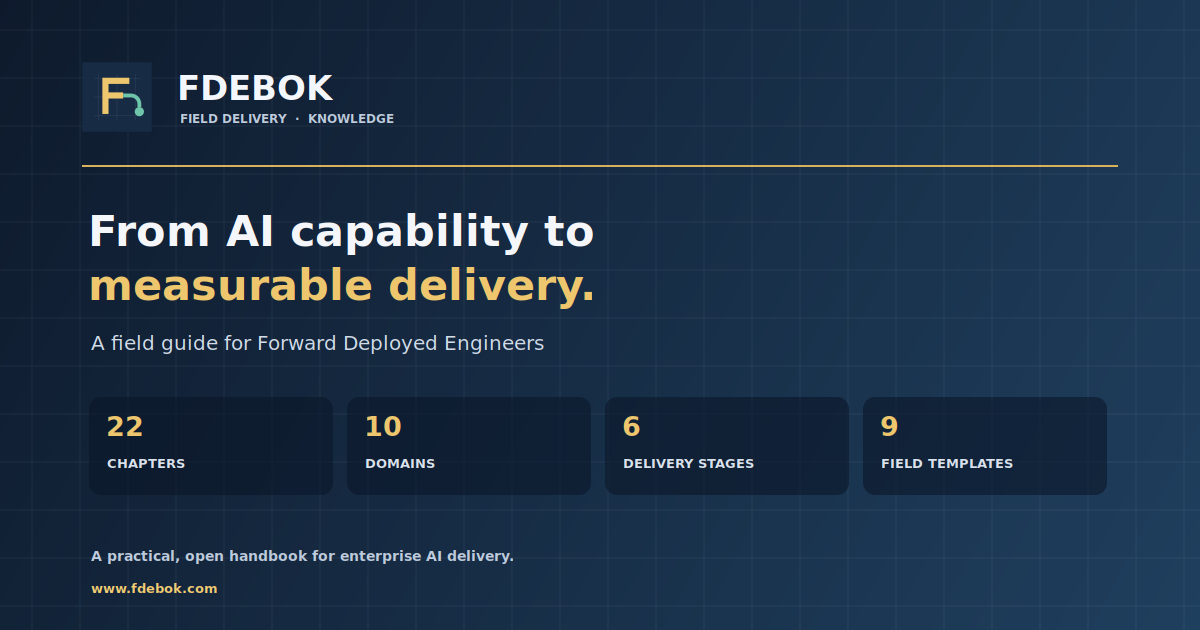 F
FDEBOK
FIELD DELIVERY · KNOWLEDGE
From AI capability to
measurable delivery.
A field guide for Forward Deployed Engineers
22
CHAPTERS
10
DOMAINS
6
DELIVERY STAGES
9
FIELD TEMPLATES
A practical, open handbook for enterprise AI delivery.
www.fdebok.com